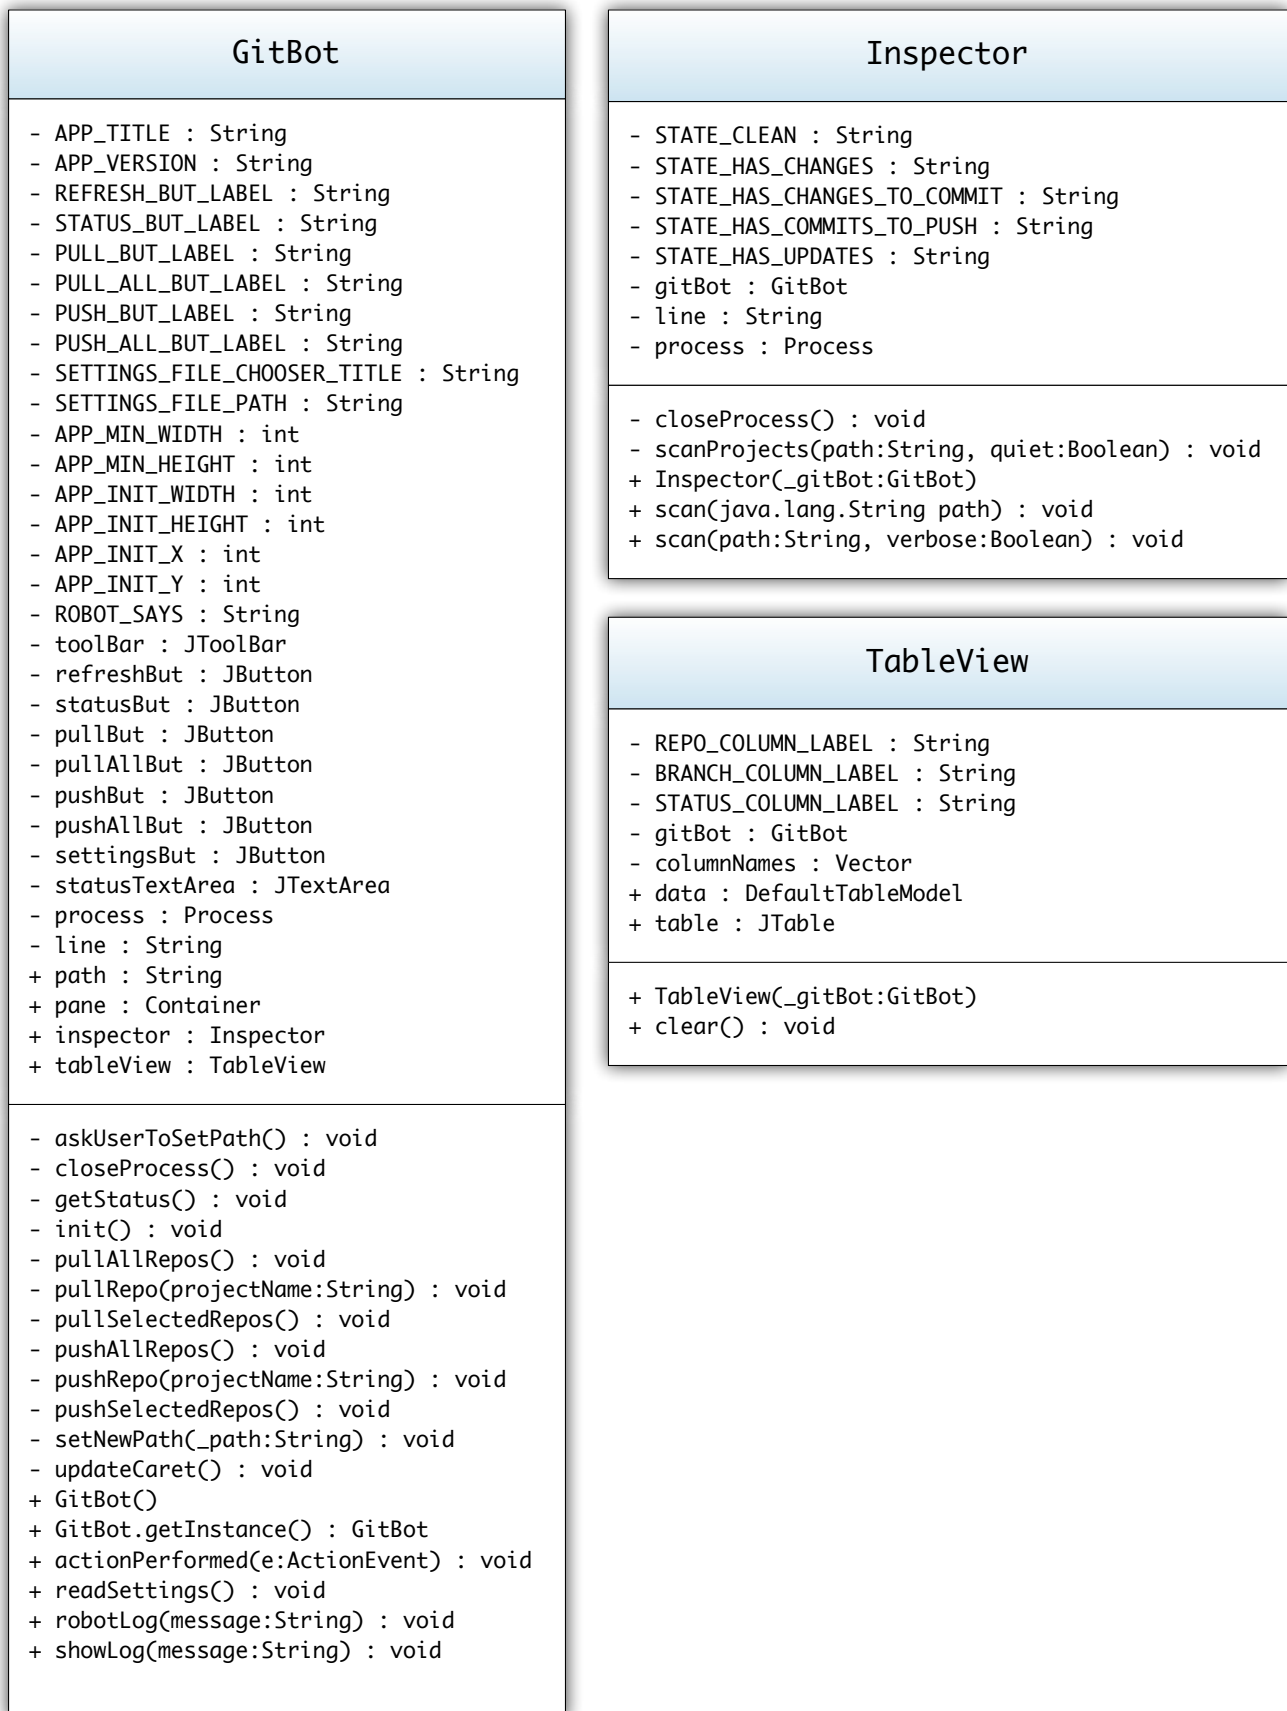 GitBot
- APP_TITLE : String
- APP_VERSION : String
- REFRESH_BUT_LABEL : String
- STATUS_BUT_LABEL : String
- PULL_BUT_LABEL : String
- PULL_ALL_BUT_LABEL : String
- PUSH_BUT_LABEL : String
- PUSH_ALL_BUT_LABEL : String
- SETTINGS_FILE_CHOOSER_TITLE : String
- SETTINGS_FILE_PATH : String
- APP_MIN_WIDTH : int
- APP_MIN_HEIGHT : int
- APP_INIT_WIDTH : int
- APP_INIT_HEIGHT : int
- APP_INIT_X : int
- APP_INIT_Y : int
- ROBOT_SAYS : String
- toolBar : JToolBar
- refreshBut : JButton
- statusBut : JButton
- pullBut : JButton
- pullAllBut : JButton
- pushBut : JButton
- pushAllBut : JButton
- settingsBut : JButton
- statusTextArea : JTextArea
- process : Process
- line : String
+ path : String
+ pane : Container
+ inspector : Inspector
+ tableView : TableView
- askUserToSetPath() : void
- closeProcess() : void
- getStatus() : void
- init() : void
- pullAllRepos() : void
- pullRepo(projectName:String) : void
- pullSelectedRepos() : void
- pushAllRepos() : void
- pushRepo(projectName:String) : void
- pushSelectedRepos() : void
- setNewPath(_path:String) : void
- updateCaret() : void
+ GitBot()
+ GitBot.getInstance() : GitBot
+ actionPerformed(e:ActionEvent) : void
+ readSettings() : void
+ robotLog(message:String) : void
+ showLog(message:String) : void
Inspector
- STATE_CLEAN : String
- STATE_HAS_CHANGES : String
- STATE_HAS_CHANGES_TO_COMMIT : String
- STATE_HAS_COMMITS_TO_PUSH : String
- STATE_HAS_UPDATES : String
- gitBot : GitBot
- line : String
- process : Process
- closeProcess() : void
- scanProjects(path:String, quiet:Boolean) : void
+ Inspector(_gitBot:GitBot)
+ scan(java.lang.String path) : void
+ scan(path:String, verbose:Boolean) : void
TableView
- REPO_COLUMN_LABEL : String
- BRANCH_COLUMN_LABEL : String
- STATUS_COLUMN_LABEL : String
- gitBot : GitBot
- columnNames : Vector
+ data : DefaultTableModel
+ table : JTable
+ TableView(_gitBot:GitBot)
+ clear() : void